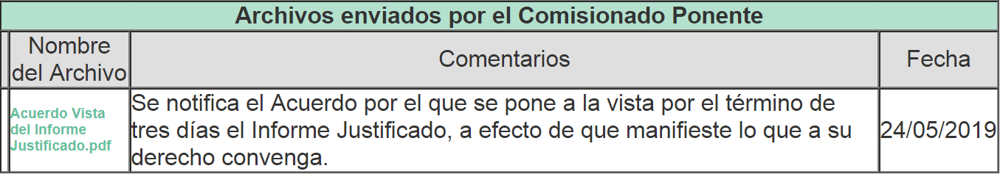 Archivos enviados por el Comisionado Ponente
Nombre
del Archivo
Comentarios
Fecha
Acuerdo Vista
del Informe
Justificado.pdf
Se notifica el Acuerdo por el que se pone a la vista por el término de
tres días el Informe Justificado, a efecto de que manifieste lo que a su
derecho convenga.
24/05/2019